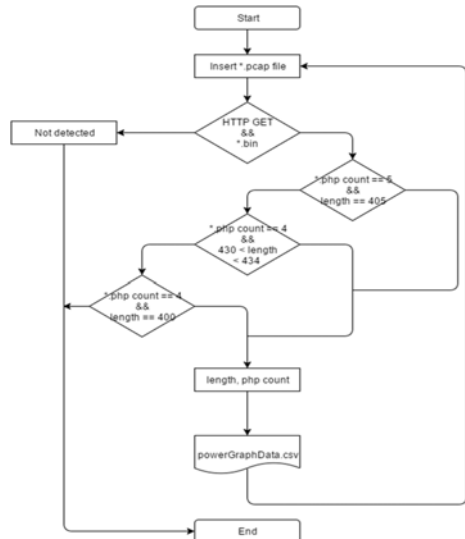 Start
Insert *.pcap file
HTTP GET
&&
*.bin
Not detected
*.php count == 5
&&
length == 405
*.php count == 4
&&
430 < length
< 434
*.php count == 4
&&
length == 400
length, php count
powerGraphData.csv
End